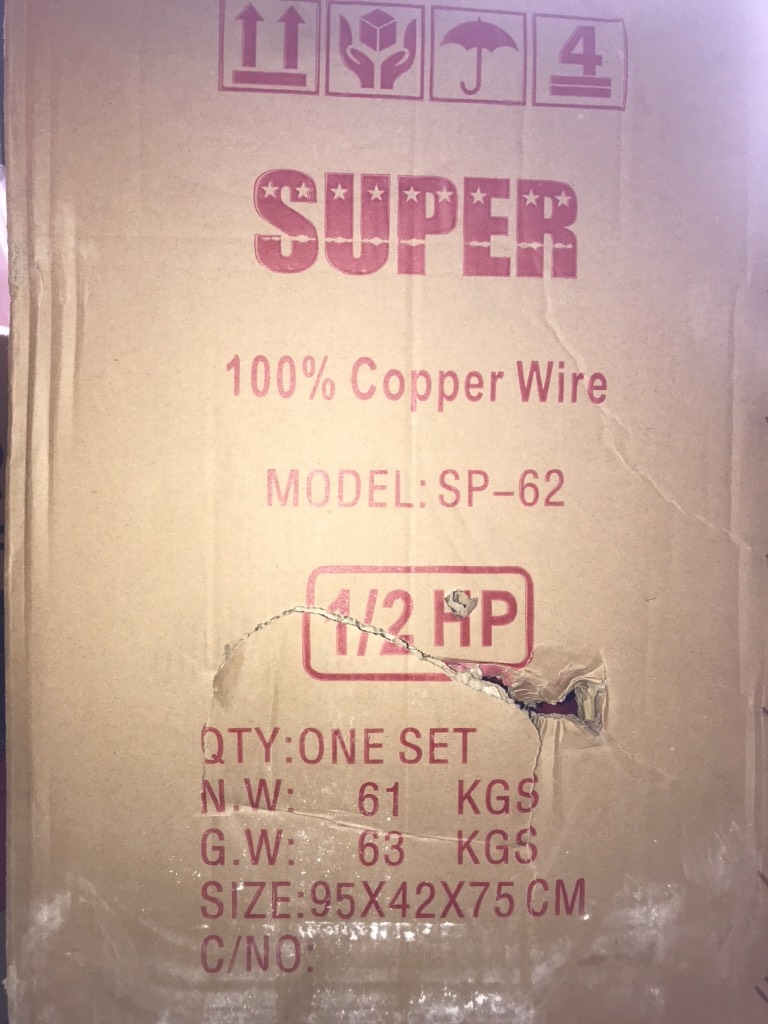 4
SUPER
100% Copper Wire
MODEL: SP-62
1/2 HP
QTY: ONE SET
N.W: 61 KGS
G.W: 63 KGS
SIZE: 95X42X75 CM
C/NO: